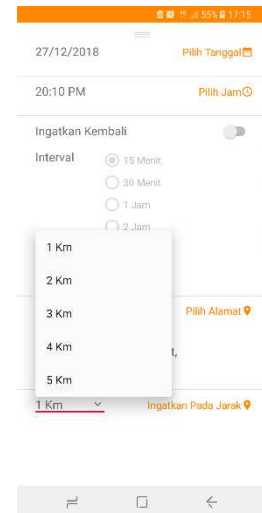 55% 17:15
27/12/2018 Pilih Tanggal
20:10 PM Pilih Jam
Ingatkan Kembali
Interval 15 Menit
30 Menit
1 Jam
2 Jam
1 Km
2 Km
3 Km
4 Km
5 Km
Pilih Alamat
t,
1 Km Ingatkan Pada Jarak